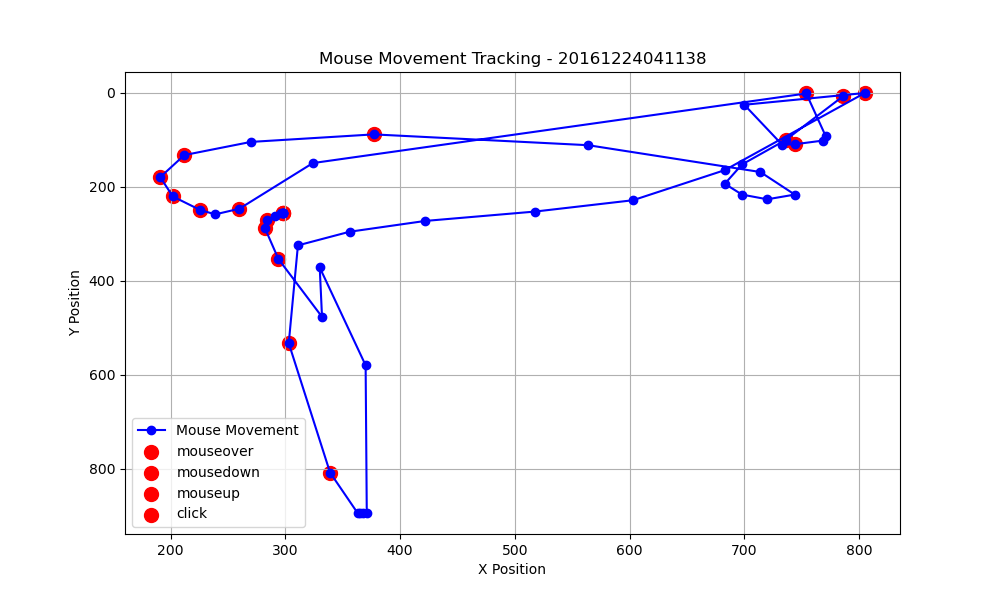 Mouse Movement Tracking - 20161224041138
0
200
400
600
800
Y Position
Mouse Movement
mouseover
mousedown
mouseup
click
200
300
400
500
600
700
800
X Position